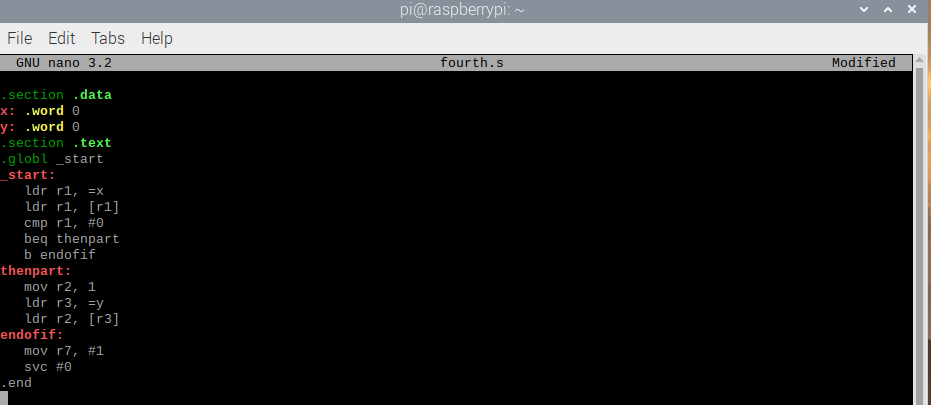 pi@raspberrypi: ~
File Edit Tabs Help
GNU nano 3.2 fourth.s Modified
.section .data
x: .word 0
y: .word 0
.section .text
.globl _start
_start:
ldr r1, =x
ldr r1, [r1]
cmp r1, #0
beq thenpart
b endofif
thenpart:
mov r2, 1
ldr r3, =y
ldr r2, [r3]
endofif:
mov r7, #1
svc #0
.end